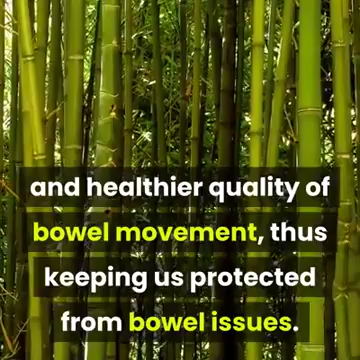 and healthier quality of
bowel movement, thus
keeping us protected
from bowel issues.